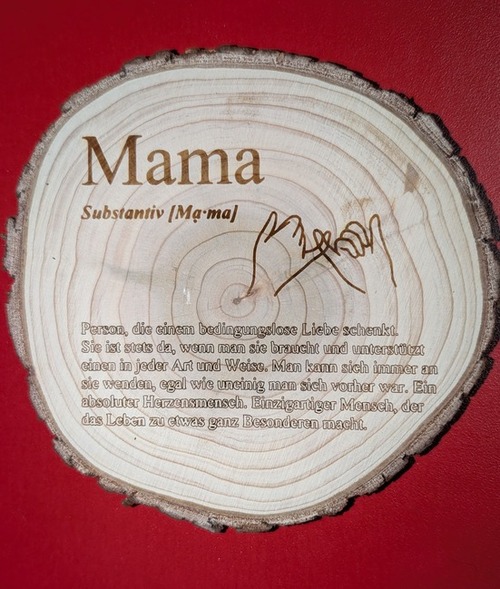 Mama
Substantiv [Mạ·ma]
Person, die einem bedingungslose Liebe schenkt.
Sie ist stets da, wenn man sie braucht und unterstützt
einen in jeder Art und Weise. Man kann sich immer an
sie wenden, egal wie uneinig man sich vorher war. Ein
absoluter Herzensmensch. Einzigartiger Mensch, der
das Leben zu etwas ganz Besonderen macht.